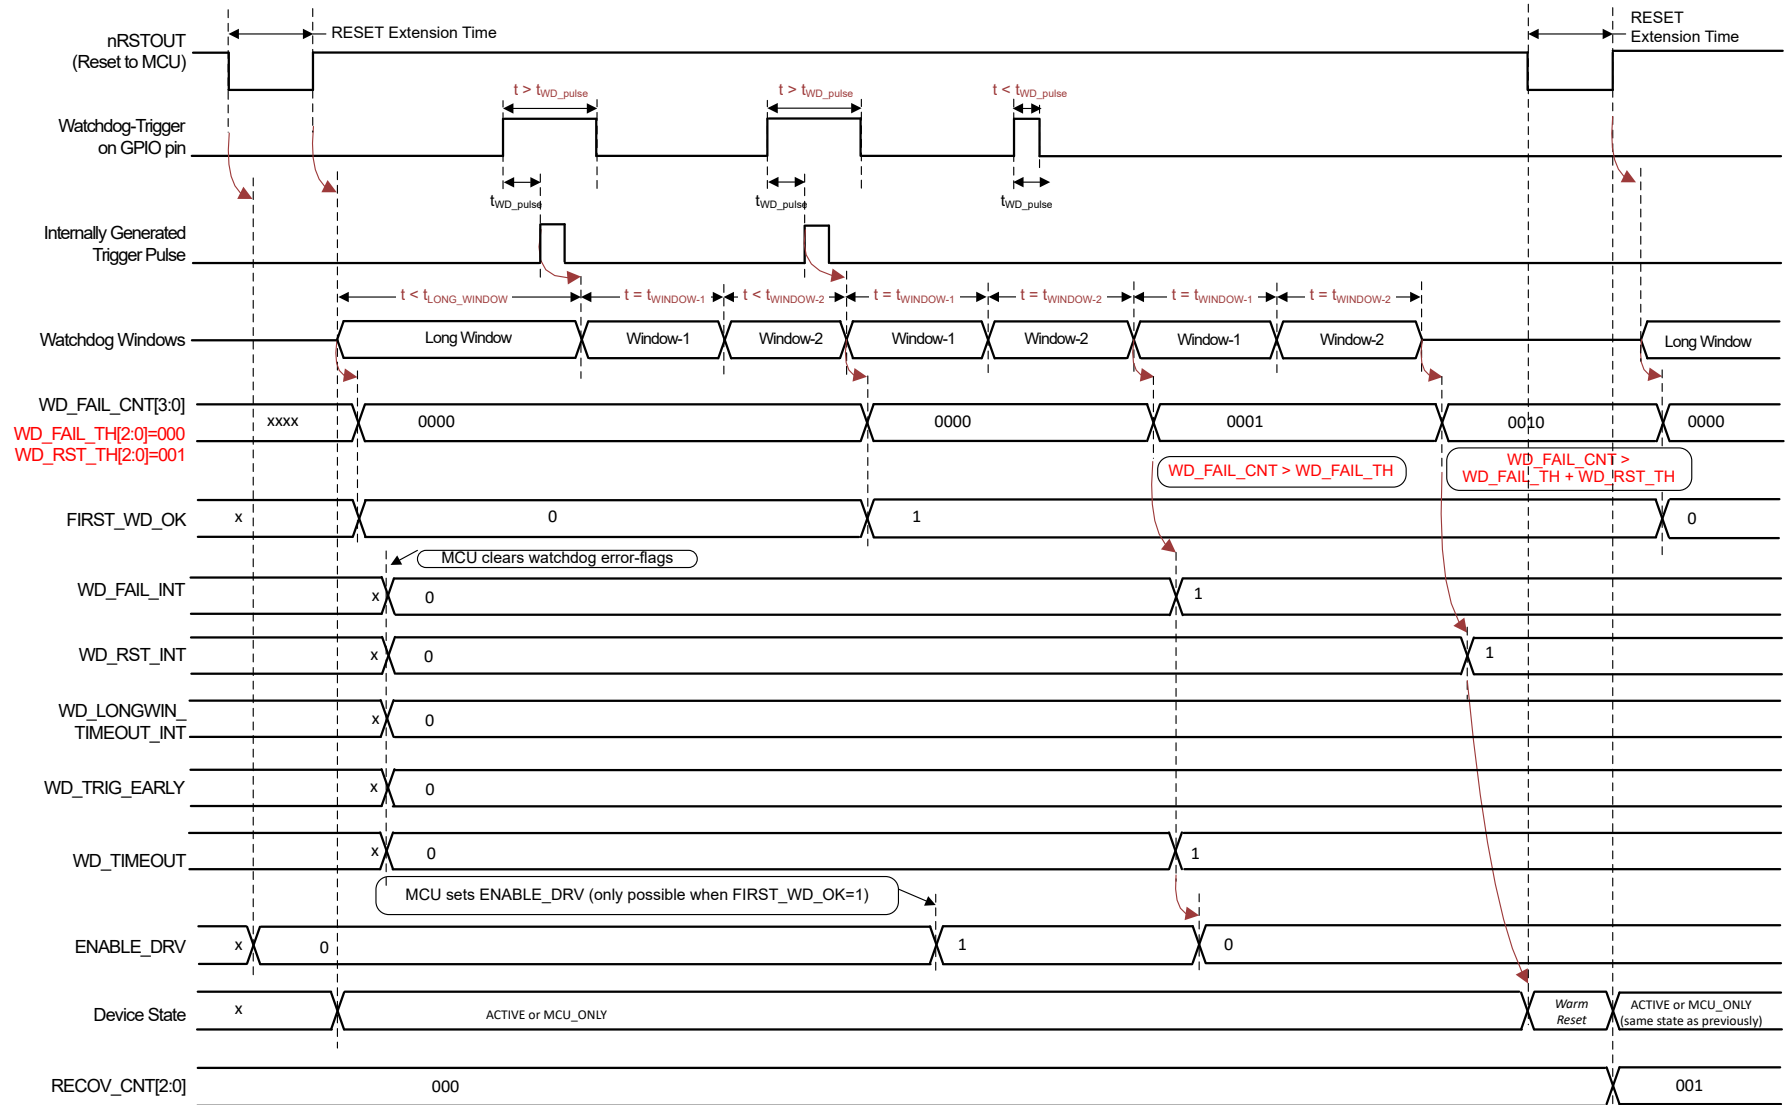 RESET Extension Time
RESET
Extension Time
nRSTOUT
(Reset to MCU)
t > tWD_pulse
t > tWD_pulse
t < tWD_pulse
Watchdog-Trigger
on GPIO pin
tWD_pulse
tWD_pulse
tWD_pulse
Internally Generated
Trigger Pulse
t < tLONG_WINDOW
t = tWINDOW-1
t < tWINDOW-2
t = tWINDOW-1
t = tWINDOW-2
t = tWINDOW-1
t = tWINDOW-2
Watchdog Windows
Long Window
Window-1
Window-2
Window-1
Window-2
Window-1
Window-2
Long Window
WD_FAIL_CNT[3:0]
WD_FAIL_TH[2:0]=000
WD_RST_TH[2:0]=001
xxxx
0000
0000
0001
0010
0000
WD_FAIL_CNT > WD_FAIL_TH
WD_FAIL_CNT >
WD_FAIL_TH + WD_RST_TH
FIRST_WD_OK
x
0
1
0
MCU clears watchdog error-flags
WD_FAIL_INT
x
0
1
WD_RST_INT
x
0
1
WD_LONGWIN_
TIMEOUT_INT
x
0
WD_TRIG_EARLY
x
0
WD_TIMEOUT
x
0
1
MCU sets ENABLE_DRV (only possible when FIRST_WD_OK=1)
ENABLE_DRV
x
0
1
0
Device State
x
ACTIVE or MCU_ONLY
Warm
Reset
ACTIVE or MCU_ONLY
(same state as previously)
RECOV_CNT[2:0]
000
001